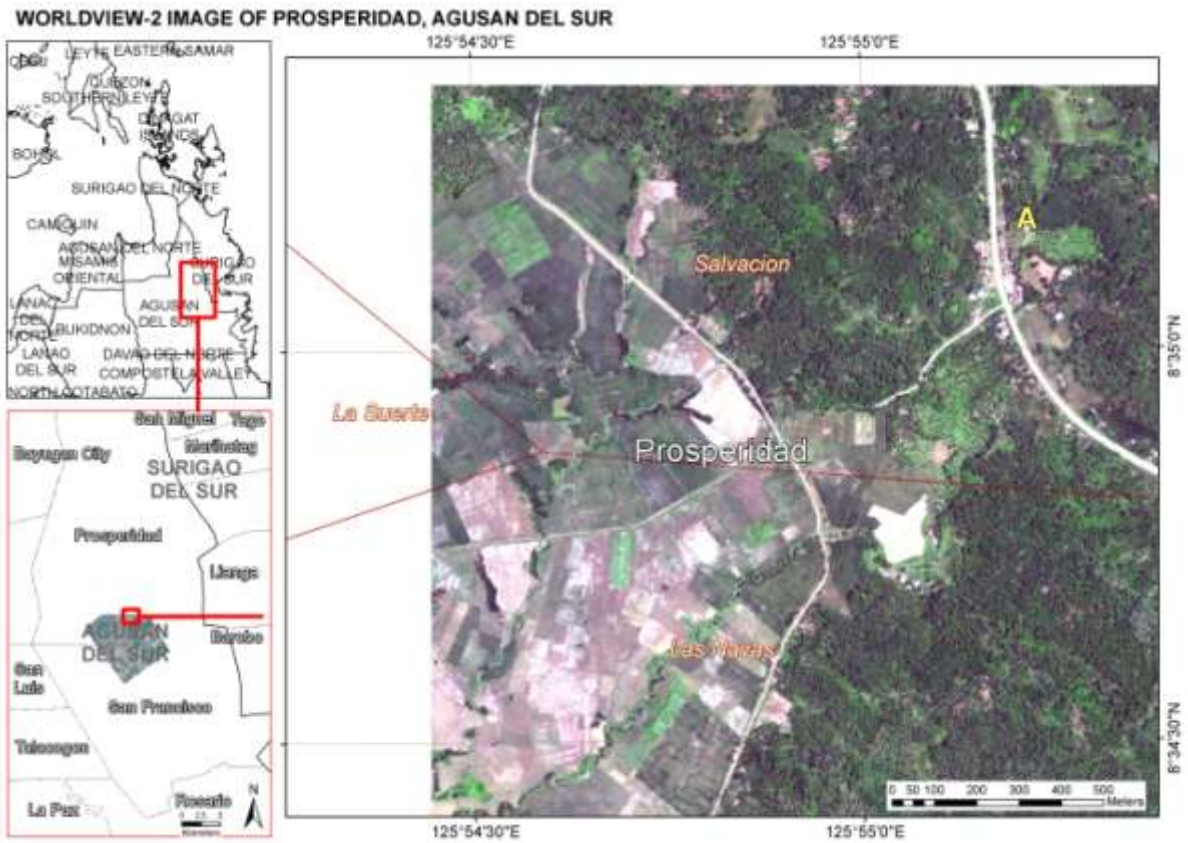 WORLDVIEW-2 IMAGE OF PROSPERIDAD, AGUSAN DEL SUR
125°54'30"E
125°55'0"E
LEYTE
EASTERN SAMAR
SOUTHERN LEYTE
BOHOL
SURIGAO DEL NORTE
CAMIGUIN
AGUSAN DEL NORTE
MISAMIS
ORIENTAL
SURIGAO
DEL SUR
LANAO
DEL
NORTE
BUKIDNON
AGUSAN
DEL SUR
LANAO
DEL SUR
DAVAO DEL NORTE
COMPOSTELA VALLEY
NORTH COTABATO
San Miguel
Tago
Bayugan City
Marihatag
SURIGAO
DEL SUR
Prosperidad
Lianga
AGUSAN
DEL SUR
Barobo
San
Luis
San Francisco
Talacogon
La Paz
Rosario
N
Kilometers
A
Salvacion
La Suerte
Prosperidad
Las Navas
8°35'0"N
8°34'30"N
0 50 100 200 300 400 500
Meters
125°54'30"E
125°55'0"E